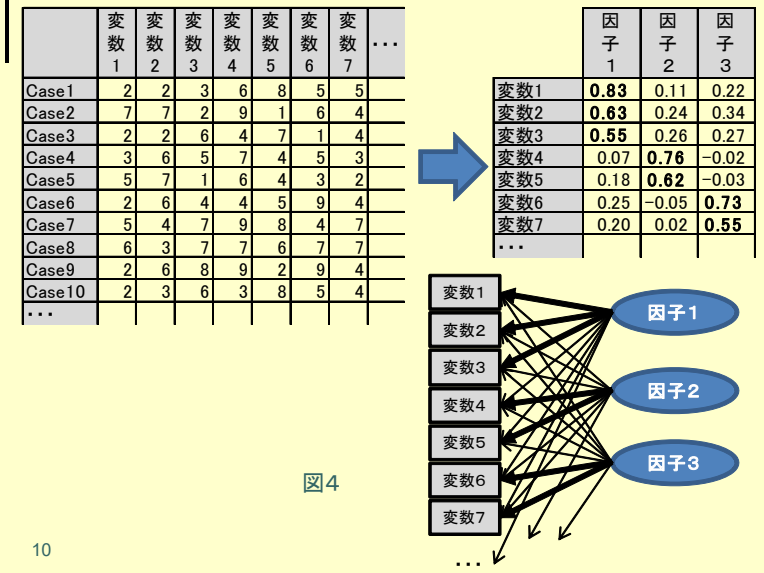 変数1 変数2 変数3 変数4 変数5 変数6 変数7 ・・・
Case1 2 2 3 6 8 5 5
Case2 7 7 2 9 1 6 4
Case3 2 2 6 4 7 1 4
Case4 3 6 5 7 4 5 3
Case5 5 7 1 6 4 3 2
Case6 2 6 4 4 5 9 4
Case7 5 4 7 9 8 4 7
Case8 6 3 7 7 6 7 7
Case9 2 6 8 9 2 9 4
Case10 2 3 6 3 8 5 4
・・・
因子1 因子2 因子3
変数1 0.83 0.11 0.22
変数2 0.63 0.24 0.34
変数3 0.55 0.26 0.27
変数4 0.07 0.76 −0.02
変数5 0.18 0.62 −0.03
変数6 0.25 −0.05 0.73
変数7 0.20 0.02 0.55
・・・
変数1
変数2
変数3
変数4
変数5
変数6
変数7
・・・
因子1
因子2
因子3
図4
10